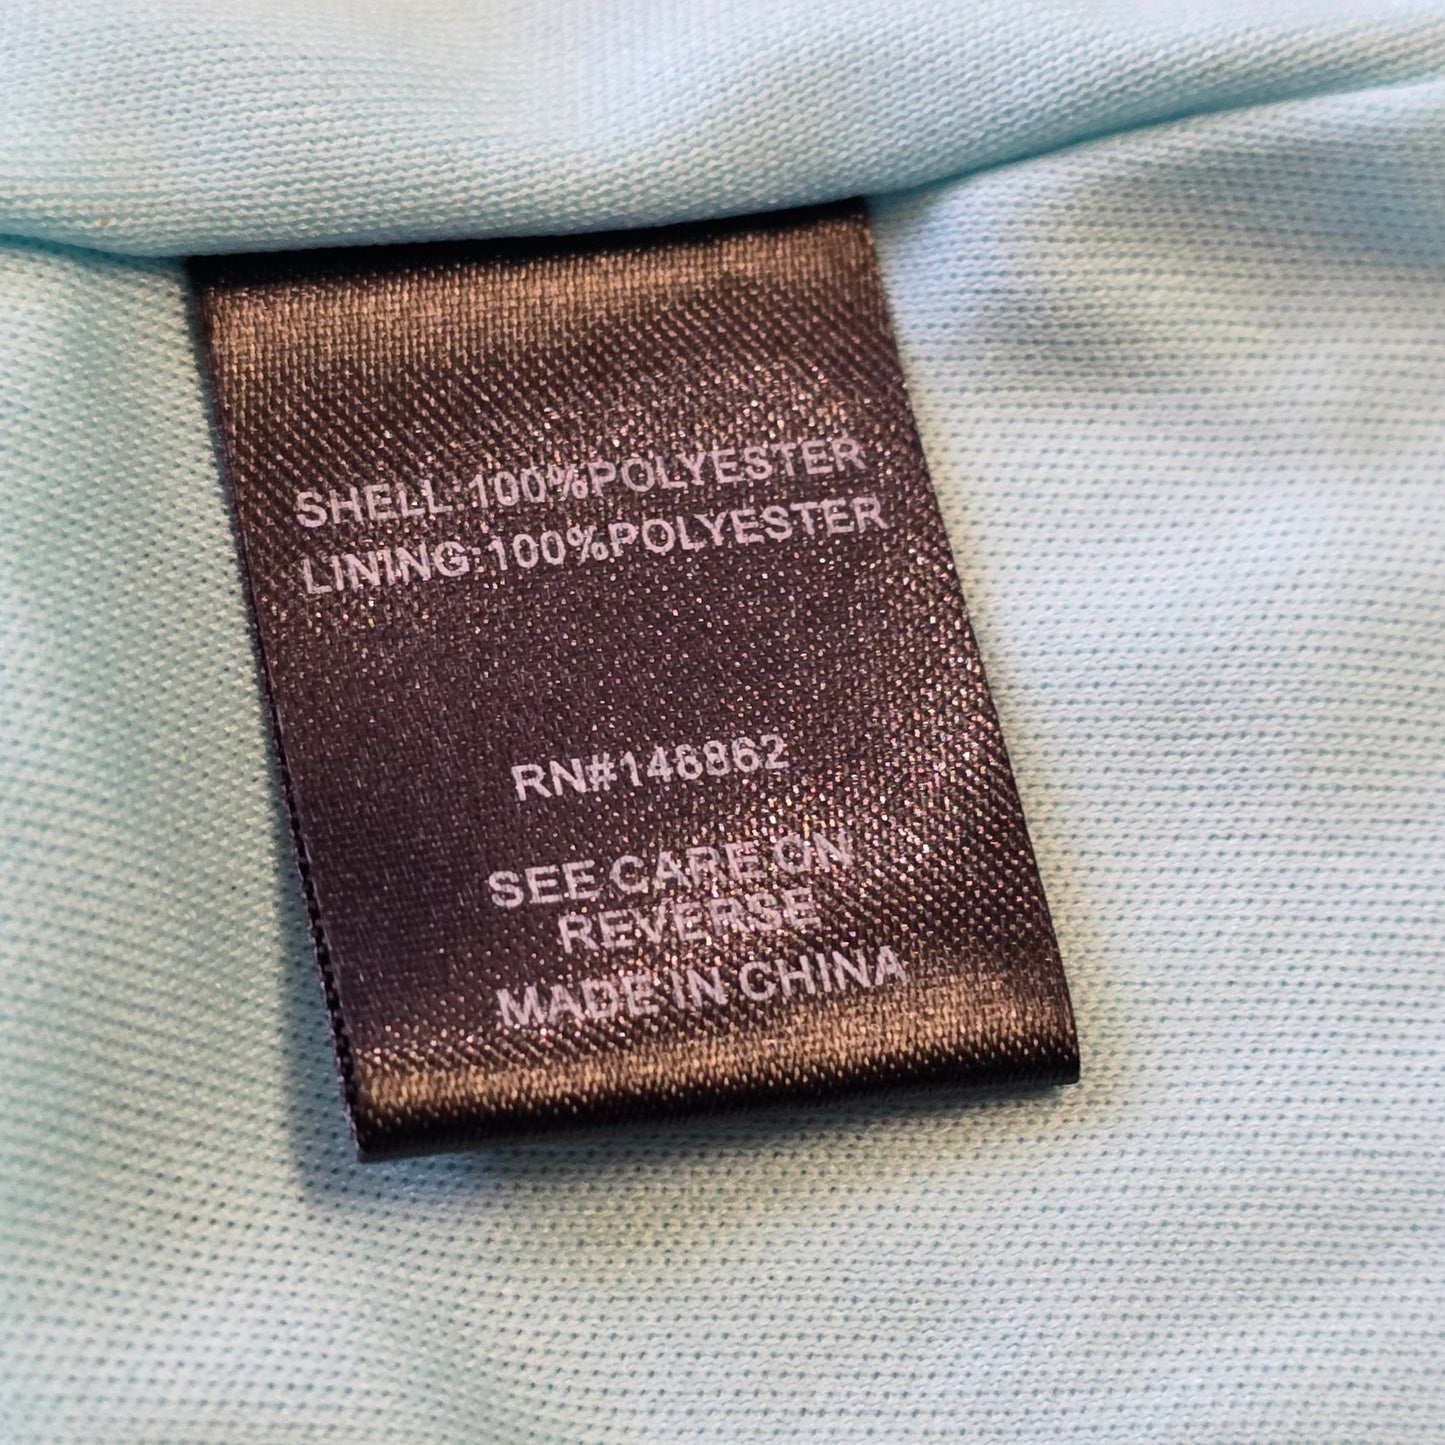 SHELL:100%POLYESTER
LINING:100%POLYESTER
RN#146862
SEE CARE ON
REVERSE
MADE IN CHINA